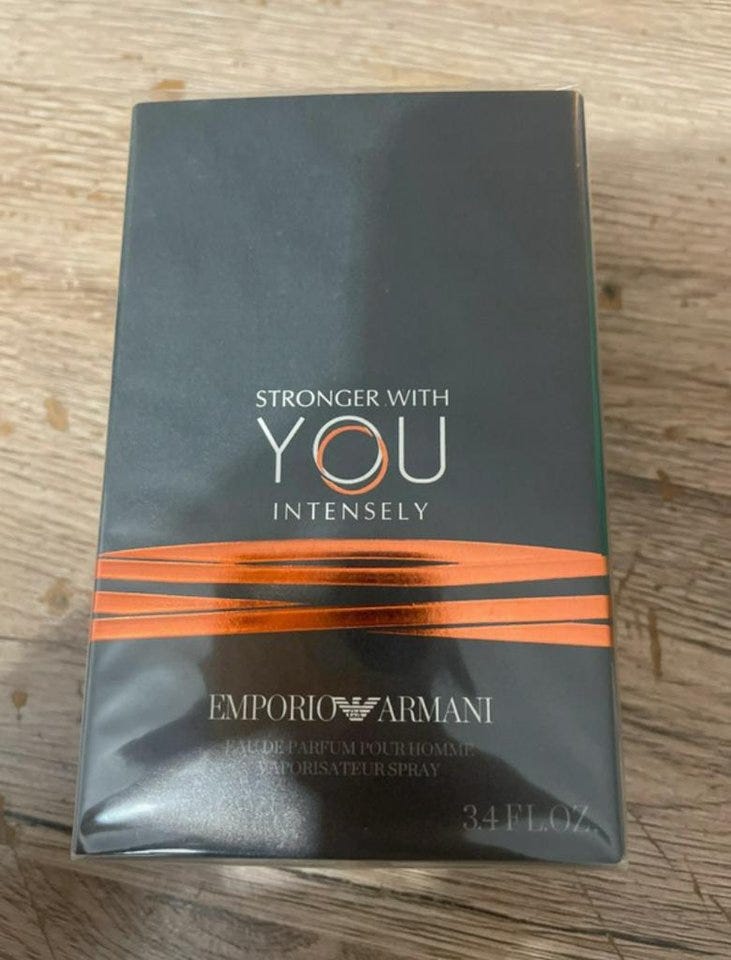 STRONGER WITH
YOU
INTENSELY
EMPORIO ARMANI
EAU DE PARFUM POUR HOMME
VAPORISATEUR SPRAY
3.4 FL.OZ.